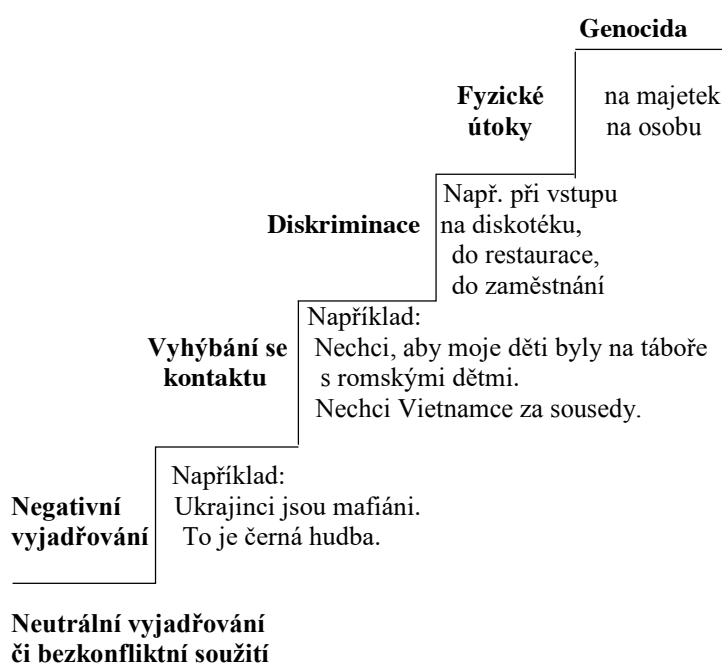 Genocida
Fyzické
útoky
na majetek
na osobu
Diskriminace
Např. při vstupu
na diskotéku,
do restaurace,
do zaměstnání
Vyhýbání se
kontaktu
Například:
Nechci, aby moje děti byly na táboře
s romskými dětmi.
Nechci Vietnamce za sousedy.
Negativní
vyjadřování
Například:
Ukrajinci jsou mafiáni.
To je černá hudba.
Neutrální vyjadřování
či bezkonfliktní soužití